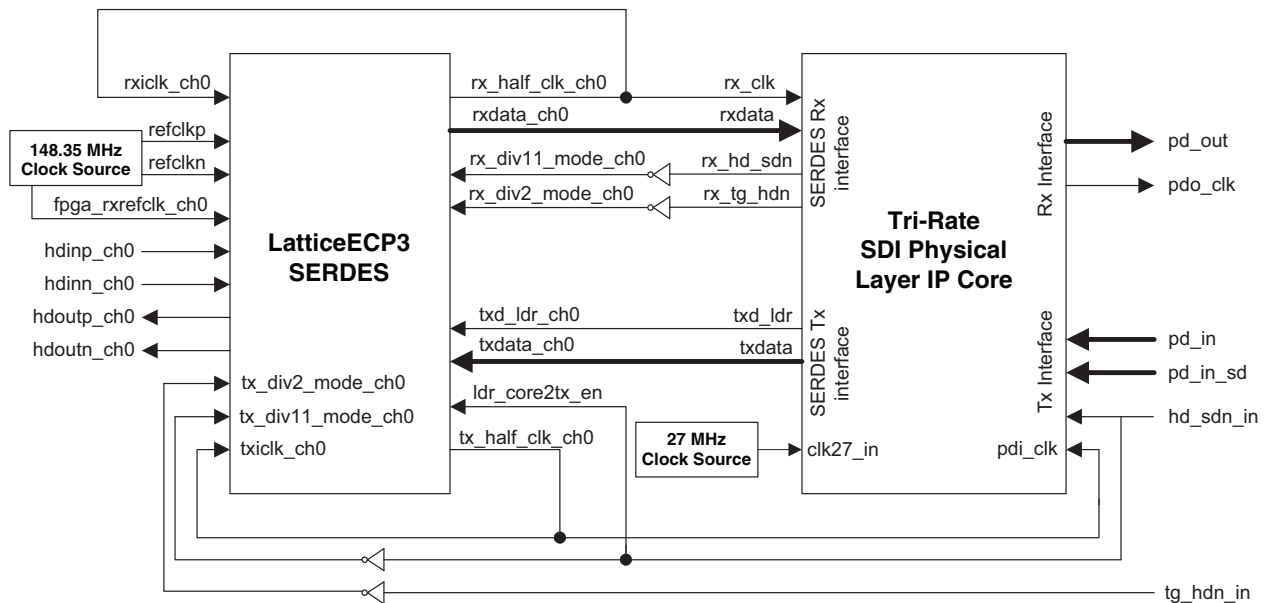 rxiclk_ch0
rx_half_clk_ch0
rx_clk
rxdata_ch0
rxdata
148.35 MHz
Clock Source
refclkp
refclkn
fpga_rxrefclk_ch0
rx_div11_mode_ch0
rx_hd_sdn
rx_div2_mode_ch0
rx_tg_hdn
SERDES Rx
interface
Rx Interface
pd_out
pdo_clk
hdinp_ch0
hdinn_ch0
hdoutp_ch0
hdoutn_ch0
LatticeECP3
SERDES
Tri-Rate
SDI Physical
Layer IP Core
txd_ldr_ch0
txd_ldr
txdata_ch0
txdata
SERDES Tx
interface
Tx Interface
pd_in
pd_in_sd
hd_sdn_in
tx_div2_mode_ch0
ldr_core2tx_en
tx_div11_mode_ch0
tx_half_clk_ch0
txiclk_ch0
27 MHz
Clock Source
clk27_in
pdi_clk
tg_hdn_in